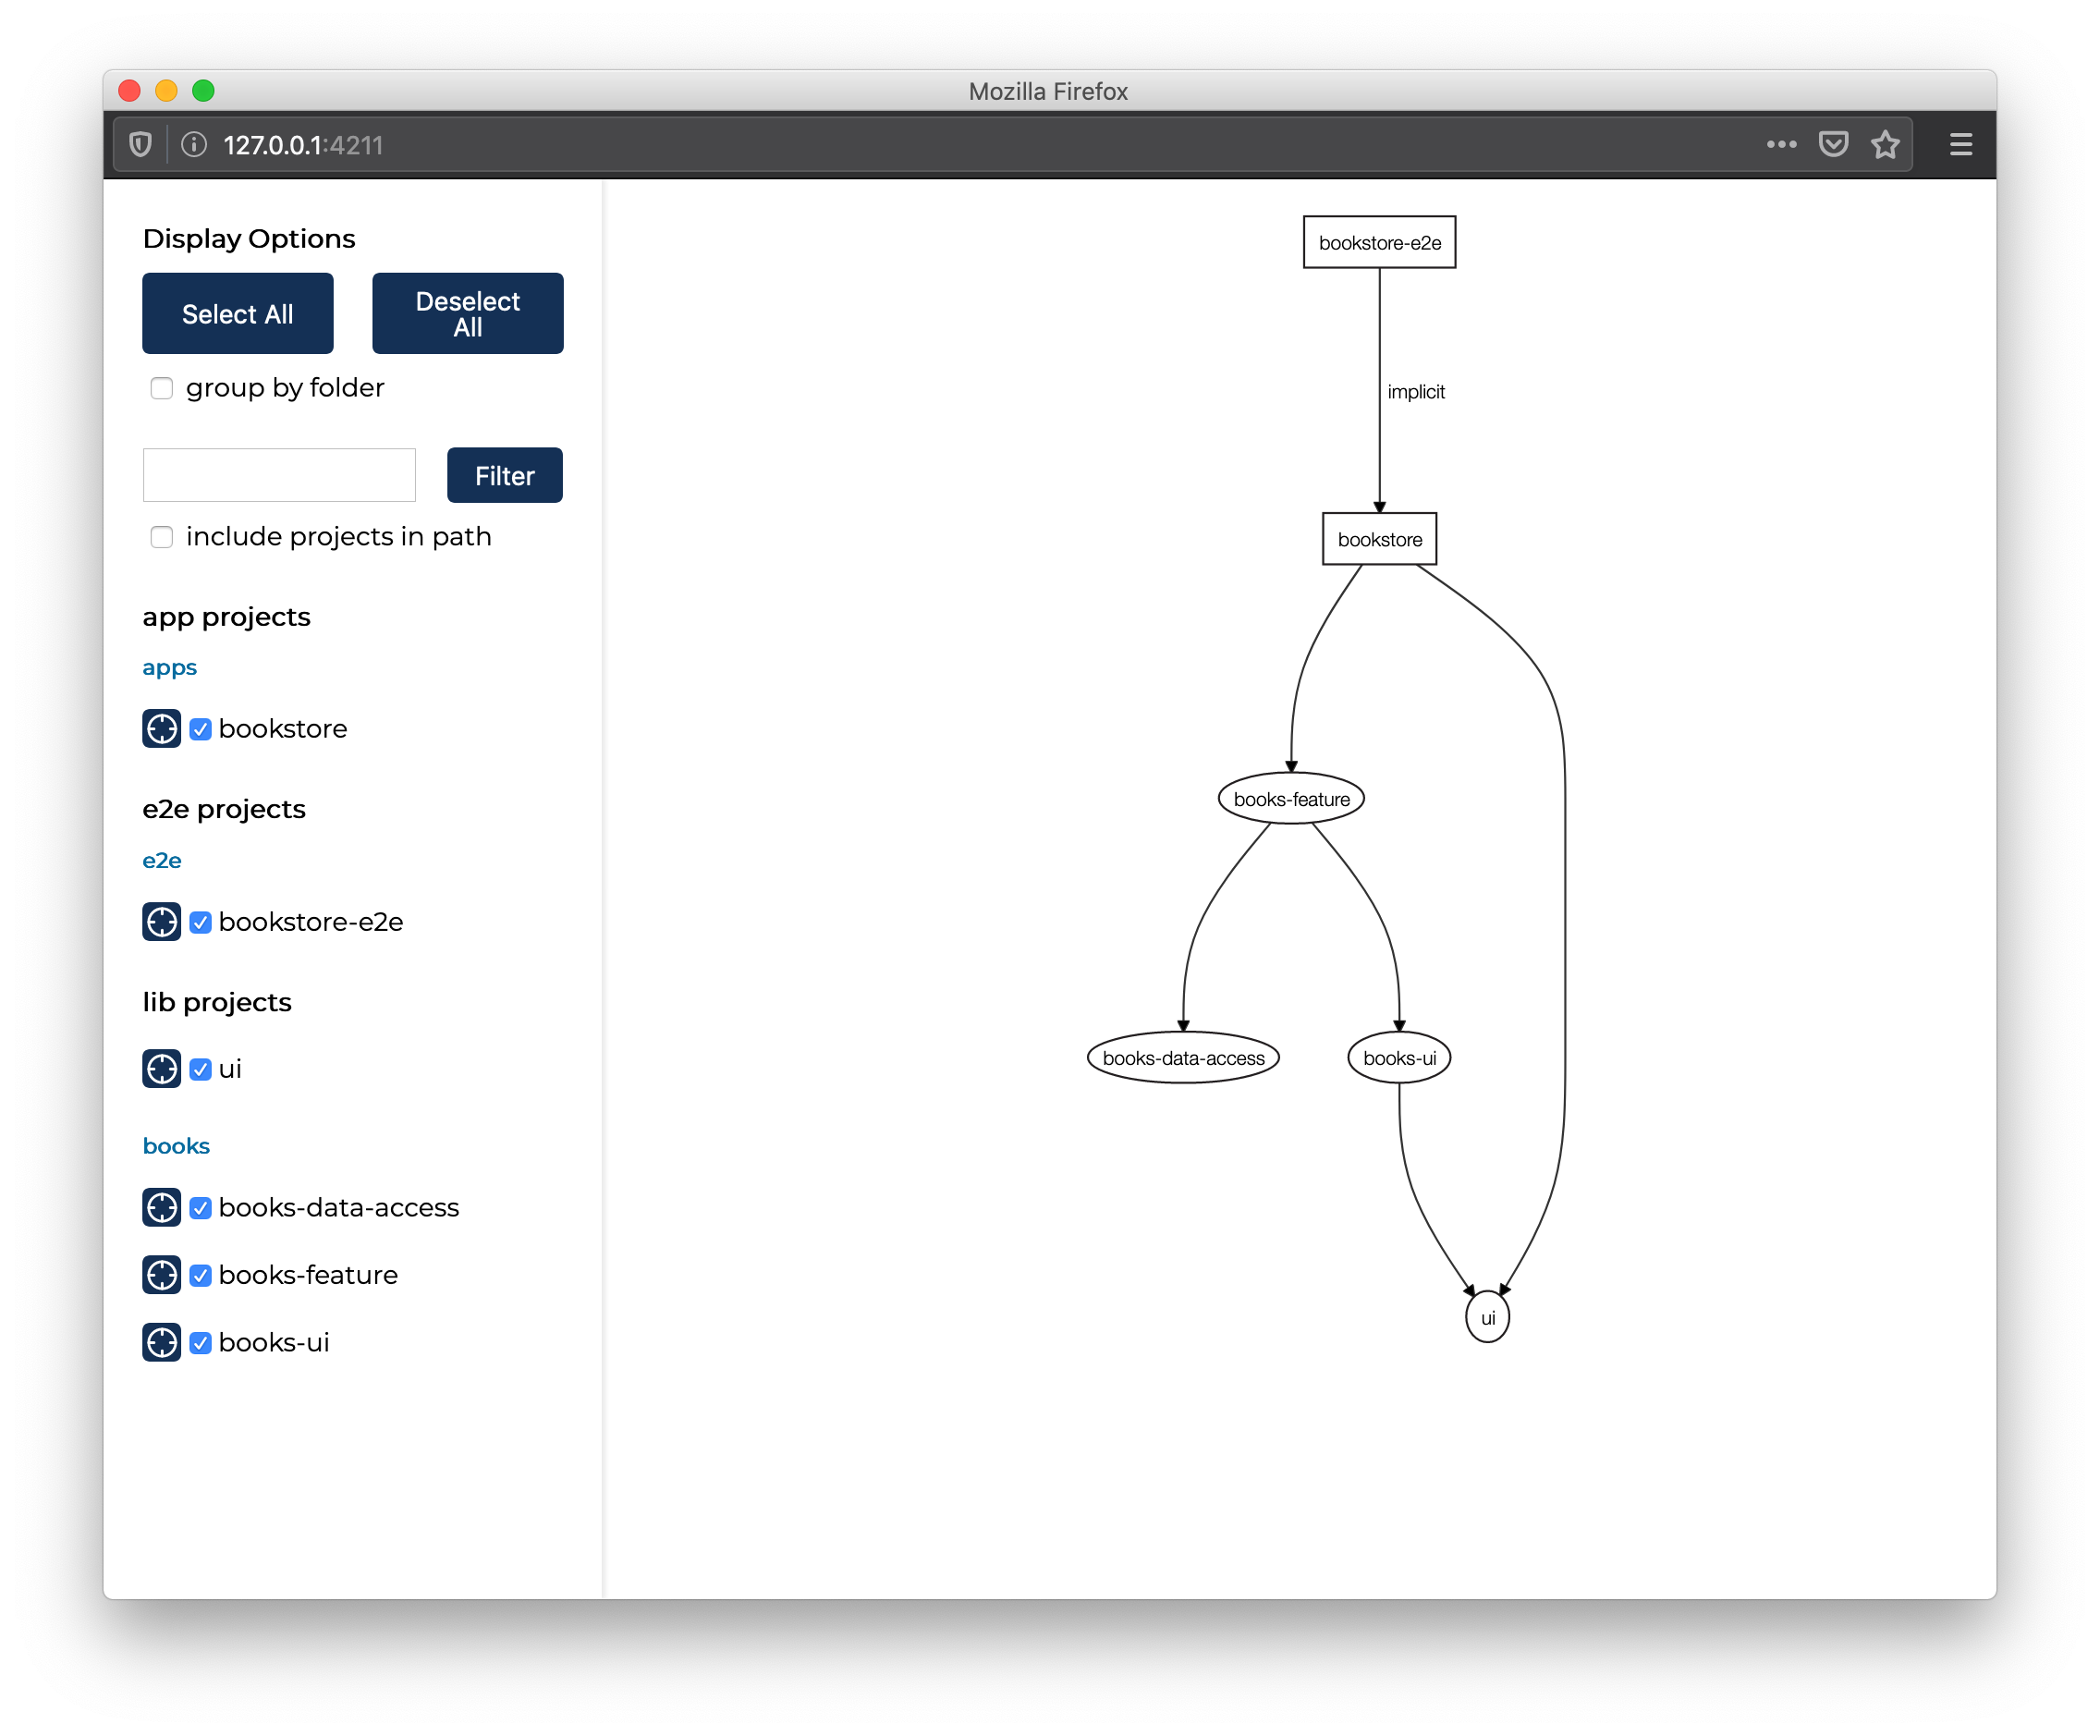 Mozilla Firefox
127.0.0.1:4211
Display Options
Select All
Deselect
All
group by folder
Filter
include projects in path
app projects
apps
bookstore
e2e projects
e2e
bookstore-e2e
lib projects
ui
books
books-data-access
books-feature
books-ui
bookstore-e2e
implicit
bookstore
books-feature
books-data-access
books-ui
ui